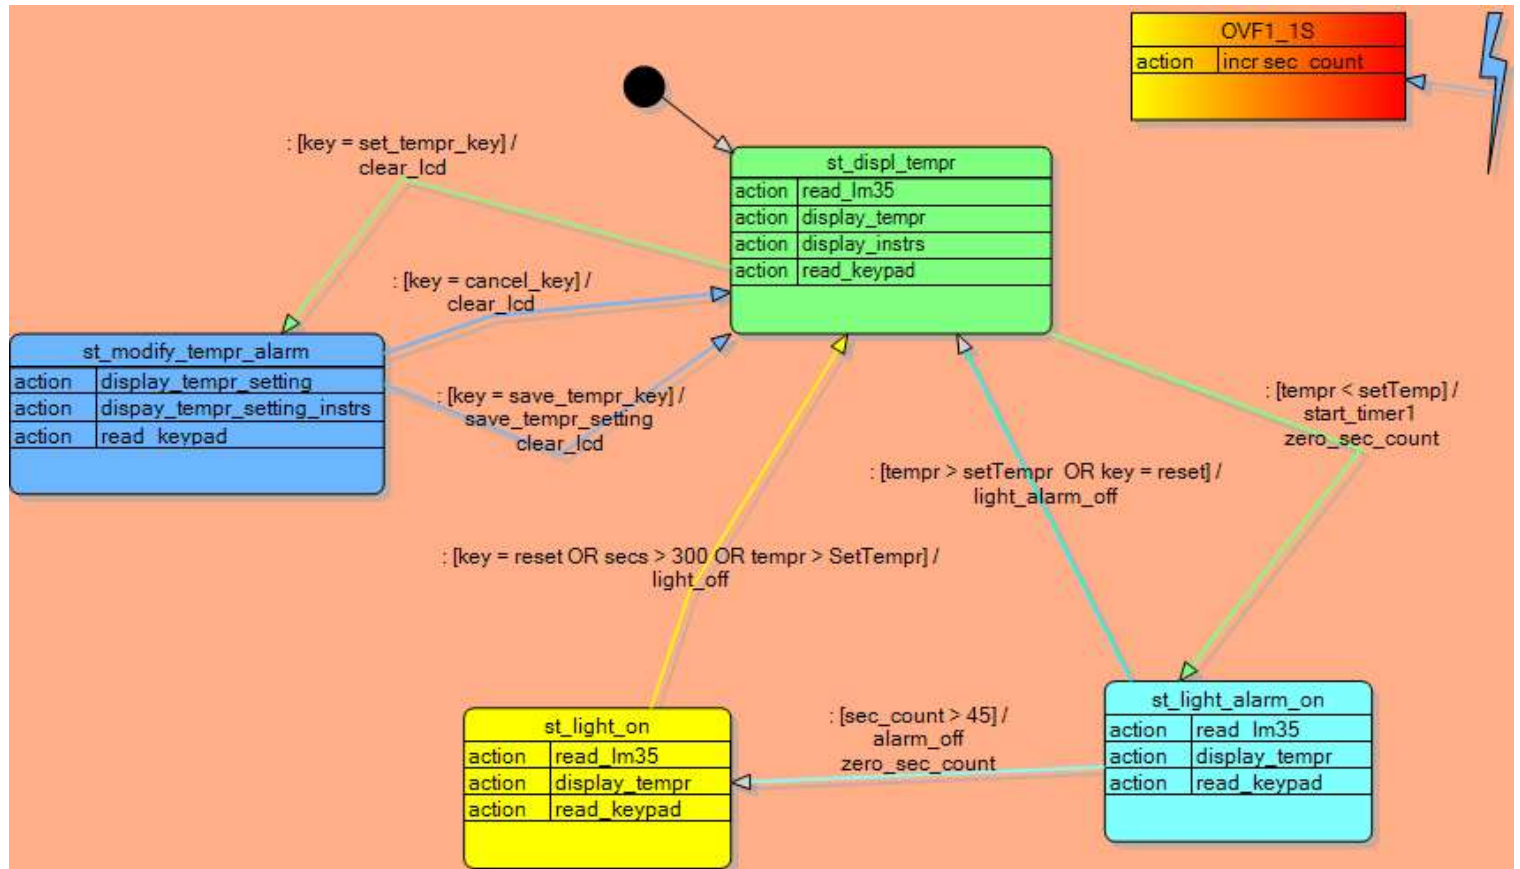 OVF1_1S
action incr sec_count
: [key = set_tempr_key] /
clear_lcd
st_displ_tempr
action read_lm35
action display_tempr
action display_instrs
action read_keypad
: [key = cancel_key] /
clear_lcd
st_modify_tempr_alarm
action display_tempr_setting
action dispay_tempr_setting_instrs
action read_keypad
: [key = save_tempr_key] /
save_tempr_setting
clear_lcd
: [tempr < setTemp] /
start_timer1
zero_sec_count
: [tempr > setTempr OR key = reset] /
light_alarm_off
: [key = reset OR secs > 300 OR tempr > SetTempr] /
light_off
st_light_on
action read_lm35
action display_tempr
action read_keypad
: [sec_count > 45] /
alarm_off
zero_sec_count
st_light_alarm_on
action read_lm35
action display_tempr
action read_keypad